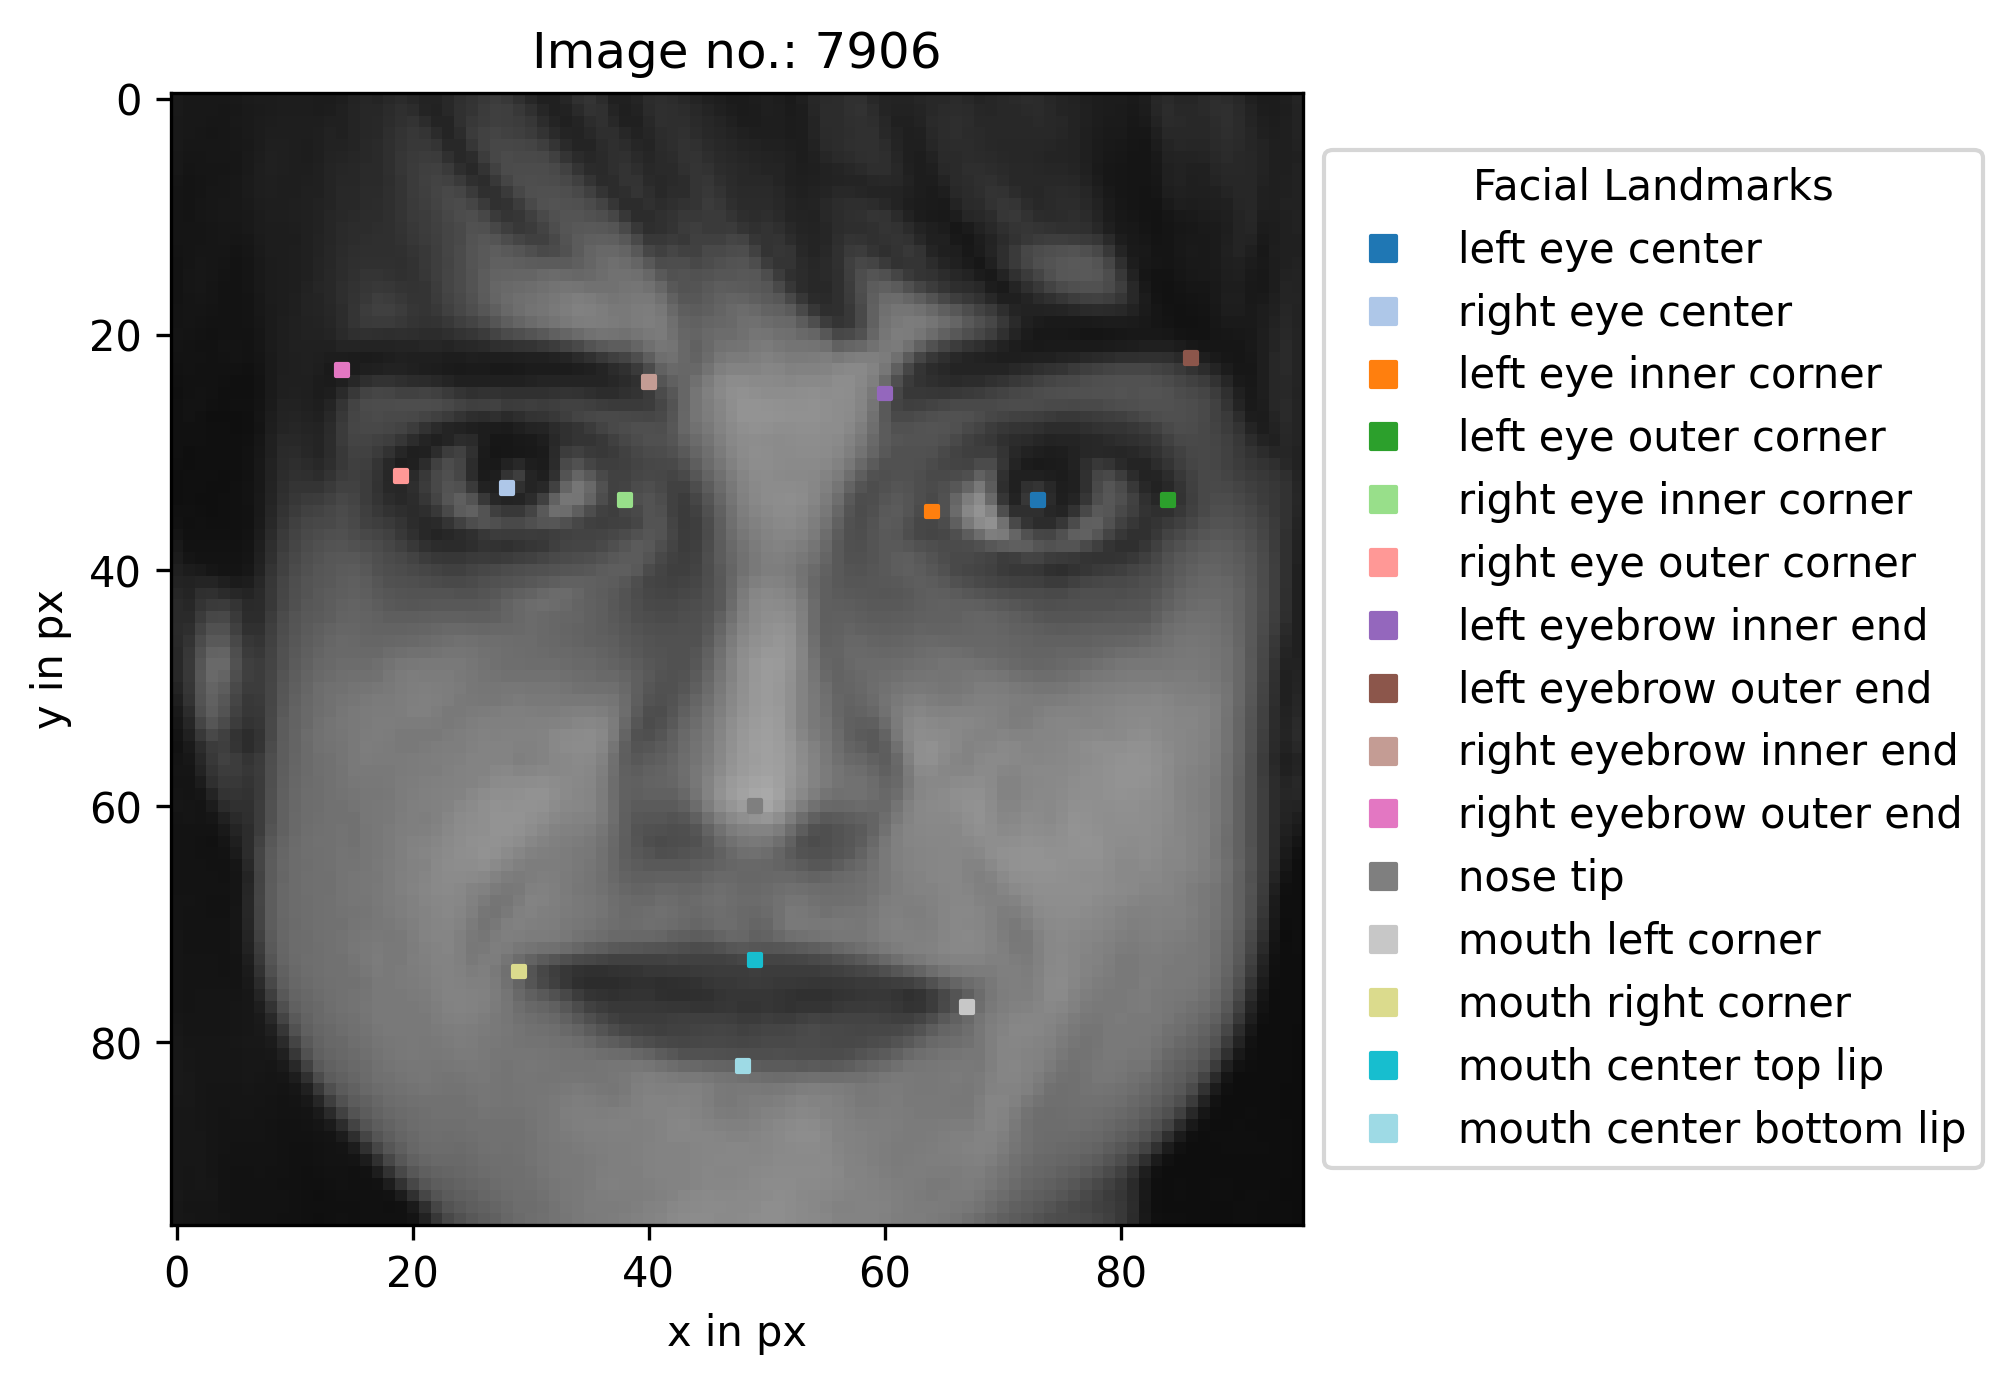 Image no.: 7906
0
20
40
60
80
y in px
0 20 40 60 80
x in px
Facial Landmarks
left eye center
right eye center
left eye inner corner
left eye outer corner
right eye inner corner
right eye outer corner
left eyebrow inner end
left eyebrow outer end
right eyebrow inner end
right eyebrow outer end
nose tip
mouth left corner
mouth right corner
mouth center top lip
mouth center bottom lip